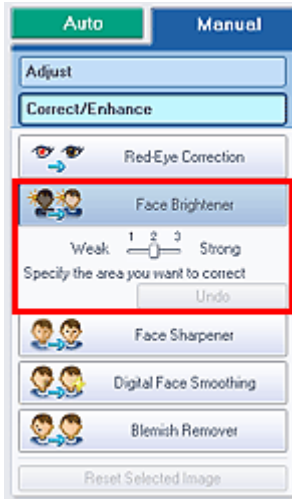 Auto Manual
Adjust
Correct/Enhance
Red-Eye Correction
Face Brightener
1 2 3
Weak Strong
Specify the area you want to correct
Undo
Face Sharpener
Digital Face Smoothing
Blemish Remover
Reset Selected Image